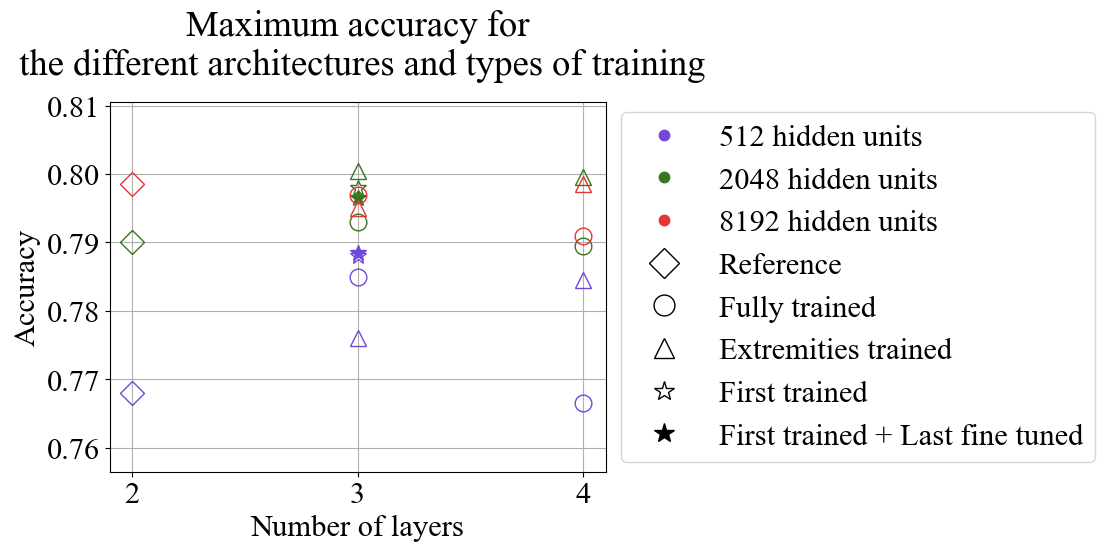 Maximum accuracy for
the different architectures and types of training
0.81
0.80
0.79
0.78
0.77
0.76
Accuracy
2
3
4
Number of layers
512 hidden units
2048 hidden units
8192 hidden units
Reference
Fully trained
Extremities trained
First trained
First trained + Last fine tuned